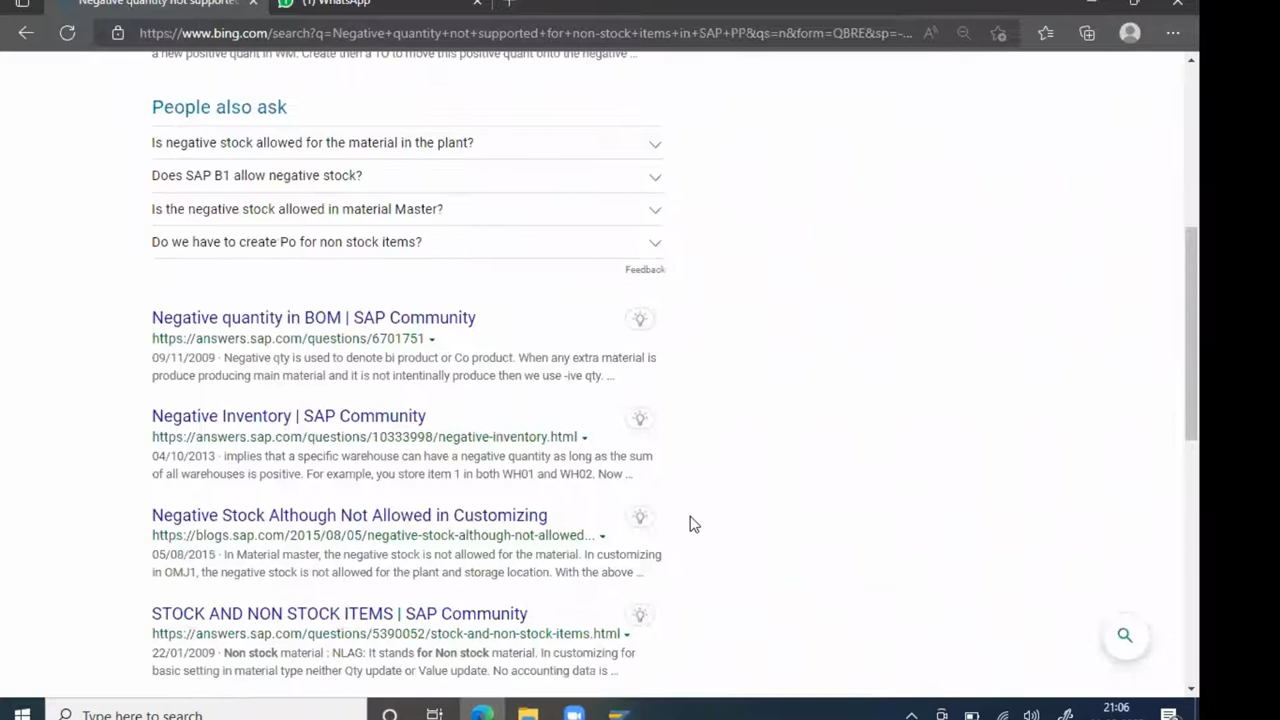 Negative quantity not supporte
(1) WhatsApp
https://www.bing.com/search?q=Negative+quantity+not+supported+for+non-stock+items+in+SAP+PP&qs=n&form=QBRE&sp=-...
a new positive quant in WM. Create then a TO to move this positive quant onto the negative ...
People also ask
Is negative stock allowed for the material in the plant?
Does SAP B1 allow negative stock?
Is the negative stock allowed in material Master?
Do we have to create Po for non stock items?
Feedback
Negative quantity in BOM | SAP Community
https://answers.sap.com/questions/6701751
09/11/2009 · Negative qty is used to denote bi product or Co product. When any extra material is
produce producing main material and it is not intentinally produce then we use -ive qty. ...
Negative Inventory | SAP Community
https://answers.sap.com/questions/10333998/negative-inventory.html
04/10/2013 · implies that a specific warehouse can have a negative quantity as long as the sum
of all warehouses is positive. For example, you store item 1 in both WH01 and WH02. Now ...
Negative Stock Although Not Allowed in Customizing
https://blogs.sap.com/2015/08/05/negative-stock-although-not-allowed...
05/08/2015 · In Material master, the negative stock is not allowed for the material. In customizing
in OMJ1, the negative stock is not allowed for the plant and storage location. With the above ...
STOCK AND NON STOCK ITEMS | SAP Community
https://answers.sap.com/questions/5390052/stock-and-non-stock-items.html
22/01/2009 · Non stock material : NLAG: It stands for Non stock material. In customizing for
basic setting in material type neither Qty update or Value update. No accounting data is ...
Type here to search
21:06